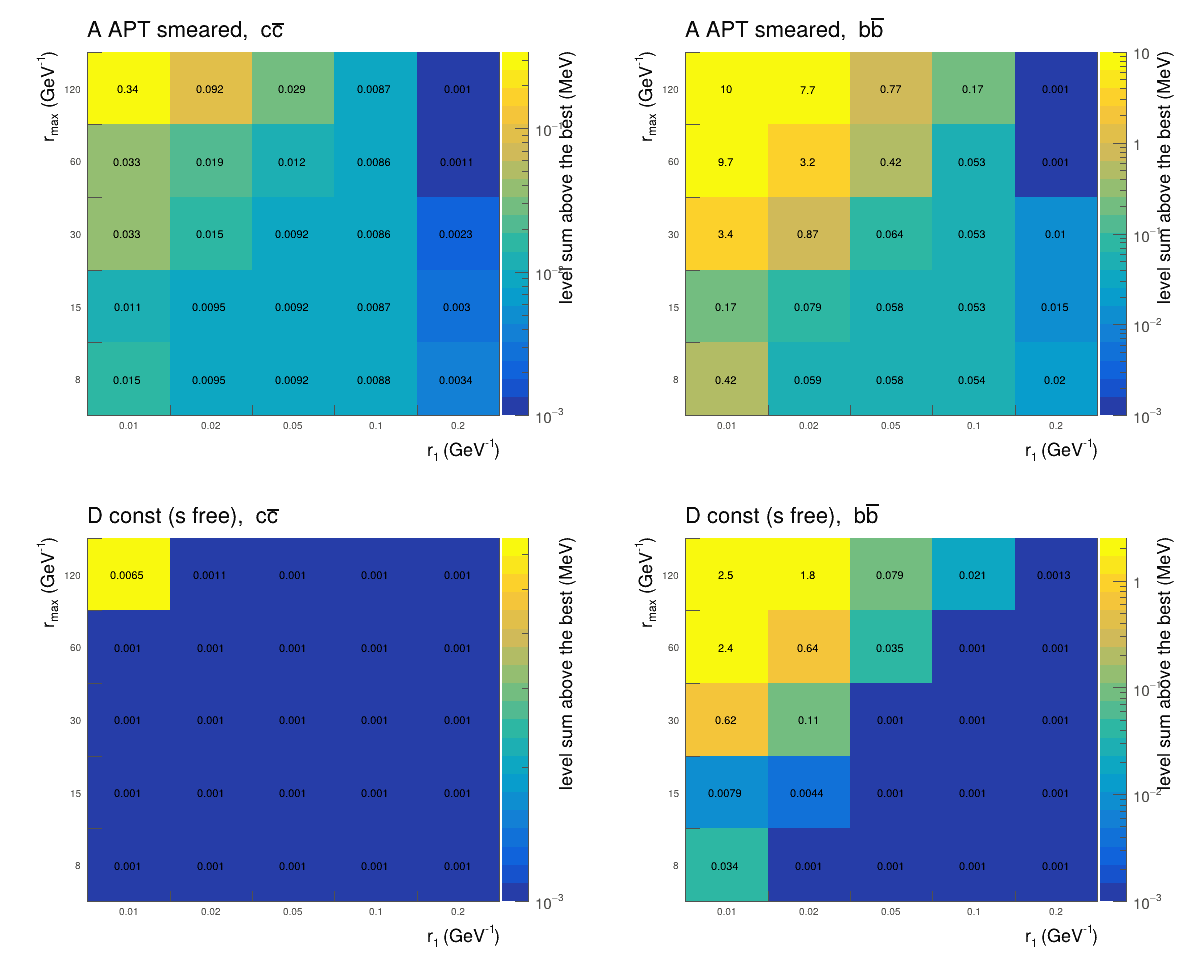 A APT smeared, cc̅
r_max (GeV⁻¹)
120 0.34 0.092 0.029 0.0087 0.001
60 0.033 0.019 0.012 0.0086 0.0011
30 0.033 0.015 0.0092 0.0086 0.0023
15 0.011 0.0095 0.0092 0.0087 0.003
8 0.015 0.0095 0.0092 0.0088 0.0034
0.01 0.02 0.05 0.1 0.2
r₁ (GeV⁻¹)
10⁻¹
10⁻²
10⁻³
level sum above the best (MeV)
A APT smeared, bb̅
r_max (GeV⁻¹)
120 10 7.7 0.77 0.17 0.001
60 9.7 3.2 0.42 0.053 0.001
30 3.4 0.87 0.064 0.053 0.01
15 0.17 0.079 0.058 0.053 0.015
8 0.42 0.059 0.058 0.054 0.02
0.01 0.02 0.05 0.1 0.2
r₁ (GeV⁻¹)
10
1
10⁻¹
10⁻²
10⁻³
level sum above the best (MeV)
D const (s free), cc̅
r_max (GeV⁻¹)
120 0.0065 0.0011 0.001 0.001 0.001
60 0.001 0.001 0.001 0.001 0.001
30 0.001 0.001 0.001 0.001 0.001
15 0.001 0.001 0.001 0.001 0.001
8 0.001 0.001 0.001 0.001 0.001
0.01 0.02 0.05 0.1 0.2
r₁ (GeV⁻¹)
10⁻³
level sum above the best (MeV)
D const (s free), bb̅
r_max (GeV⁻¹)
120 2.5 1.8 0.079 0.021 0.0013
60 2.4 0.64 0.035 0.001 0.001
30 0.62 0.11 0.001 0.001 0.001
15 0.0079 0.0044 0.001 0.001 0.001
8 0.034 0.001 0.001 0.001 0.001
0.01 0.02 0.05 0.1 0.2
r₁ (GeV⁻¹)
1
10⁻¹
10⁻²
10⁻³
level sum above the best (MeV)